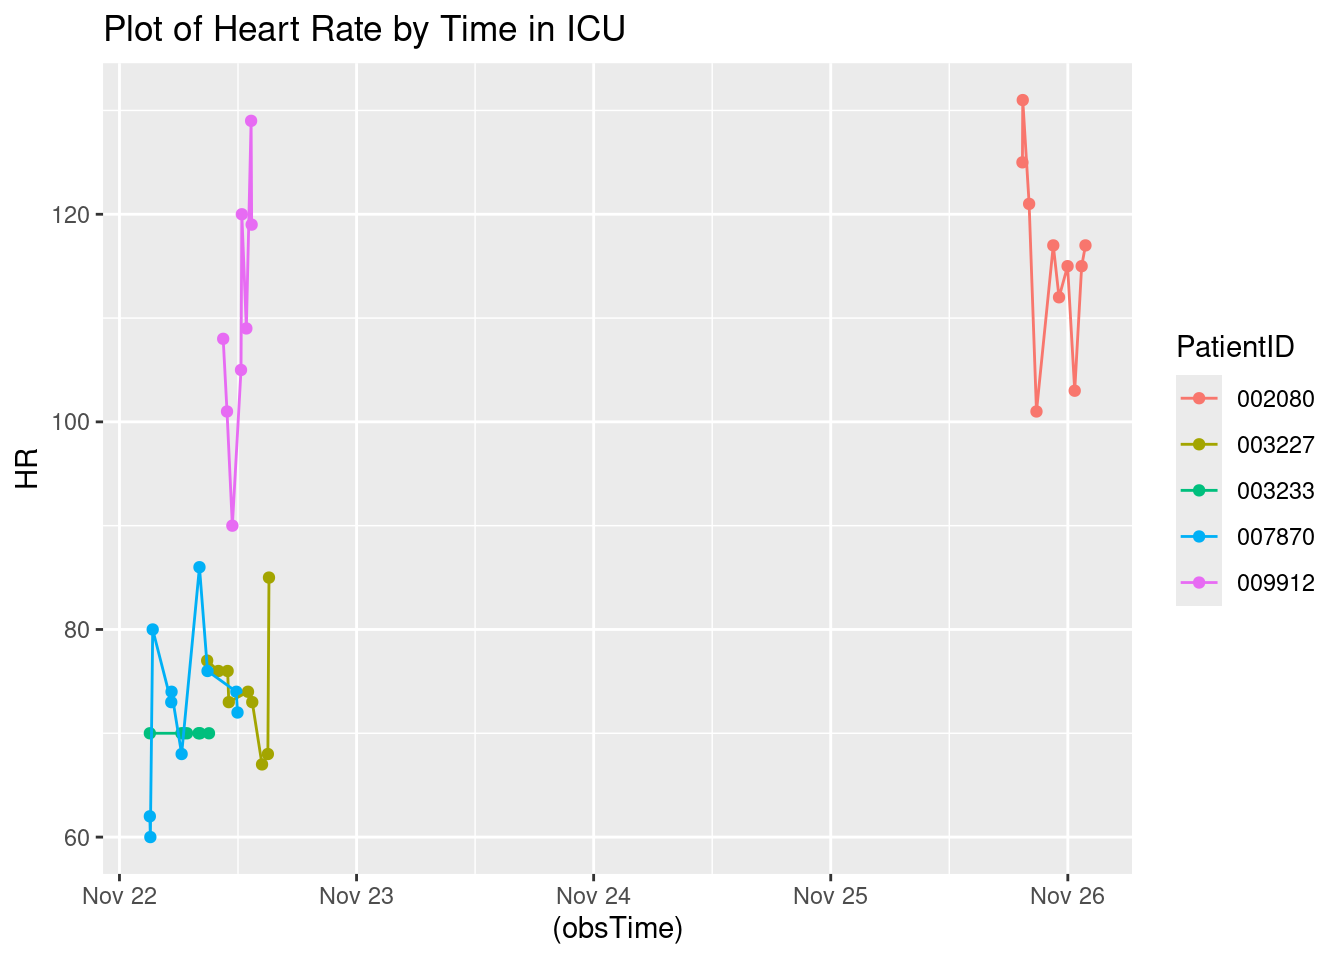 Plot of Heart Rate by Time in ICU
HR
120
100
80
60
Nov 22
Nov 23
Nov 24
Nov 25
Nov 26
(obsTime)
PatientID
002080
003227
003233
007870
009912